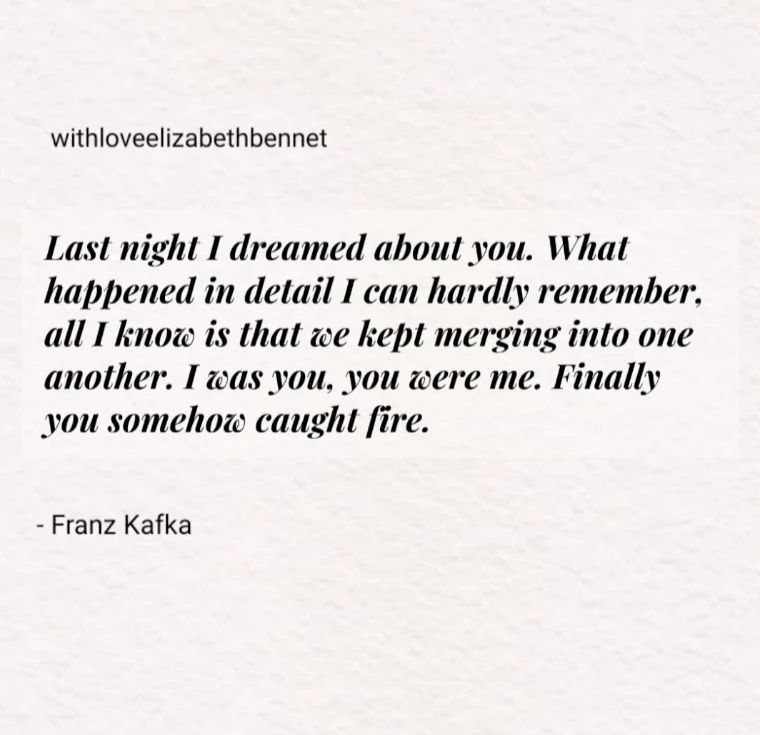 withloveelizabethbennet
Last night I dreamed about you. What
happened in detail I can hardly remember,
all I know is that we kept merging into one
another. I was you, you were me. Finally
you somehow caught fire.
- Franz Kafka